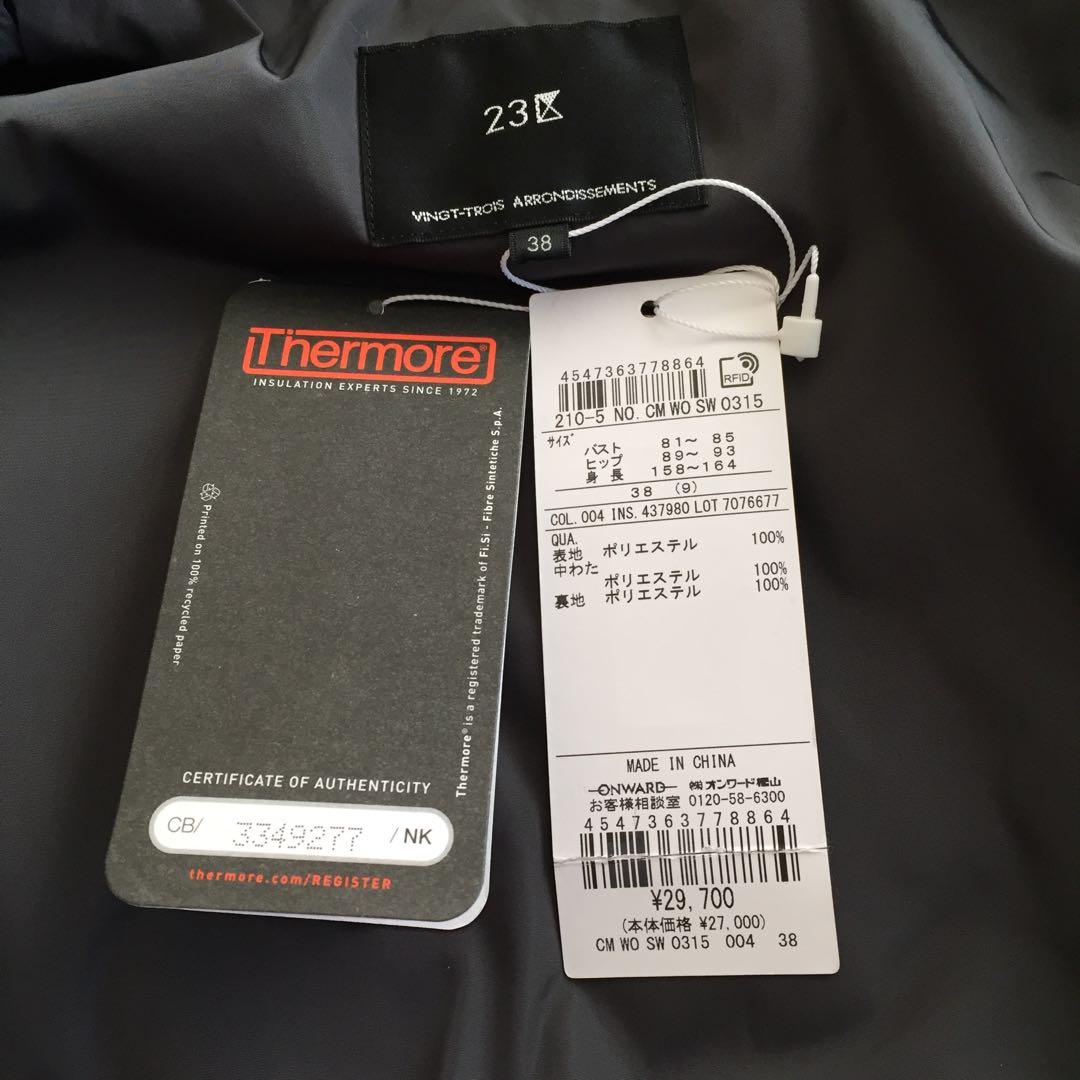 23区
VINGT-TROIS ARRONDISSEMENTS
38
Thermore®
INSULATION EXPERTS SINCE 1972
Printed on 100% recycled paper
Thermore® is a registered trademark of Fi.Si - Fibre Sintetiche S.p.A.
CERTIFICATE OF AUTHENTICITY
CB/ 3349277 /NK
thermore.com/REGISTER
4547363778864
RFID
210-5 NO. CM WO SW 0315
サイズ
バスト 81〜 85
ヒップ 89〜 93
身長 158〜164
38 (9)
COL. 004 INS. 437980 LOT 7076677
QUA.
表地 ポリエステル 100%
中わた
ポリエステル 100%
裏地 ポリエステル 100%
MADE IN CHINA
ONWARD ㈱オンワード樫山
お客様相談室 0120-58-6300
4547363778864
¥29,700
(本体価格 ¥27,000)
CM WO SW 0315 004 38